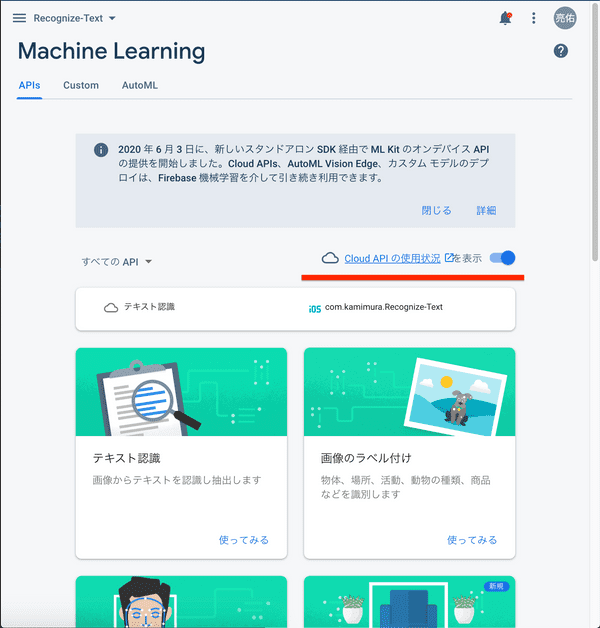 Recognize-Text
亮佑
Machine Learning
APIs Custom AutoML
2020 年 6 月 3 日に、新しいスタンドアロン SDK 経由で ML Kit のオンデバイス API
の提供を開始しました。Cloud APIs、AutoML Vision Edge、カスタム モデルのデプ
ロイは、Firebase 機械学習を介して引き続き利用できます。
閉じる 詳細
すべての API
Cloud API の使用状況 を表示
テキスト認識
iOS com.kamimura.Recognize-Text
テキスト認識
画像からテキストを認識し抽出します
使ってみる
画像のラベル付け
物体、場所、活動、動物の種類、商品
などを識別します
使ってみる
新規